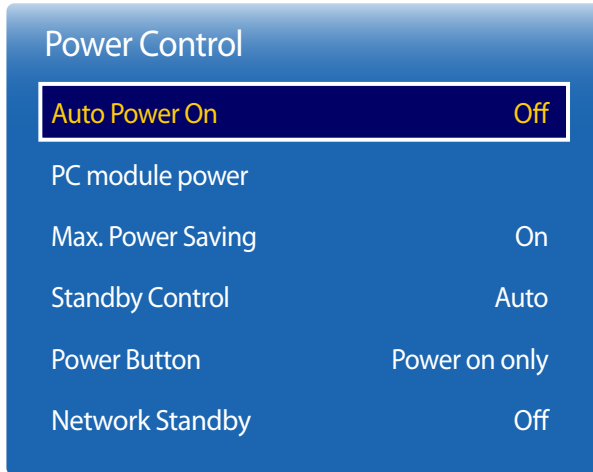 Power Control
Auto Power On Off
PC module power
Max. Power Saving On
Standby Control Auto
Power Button Power on only
Network Standby Off